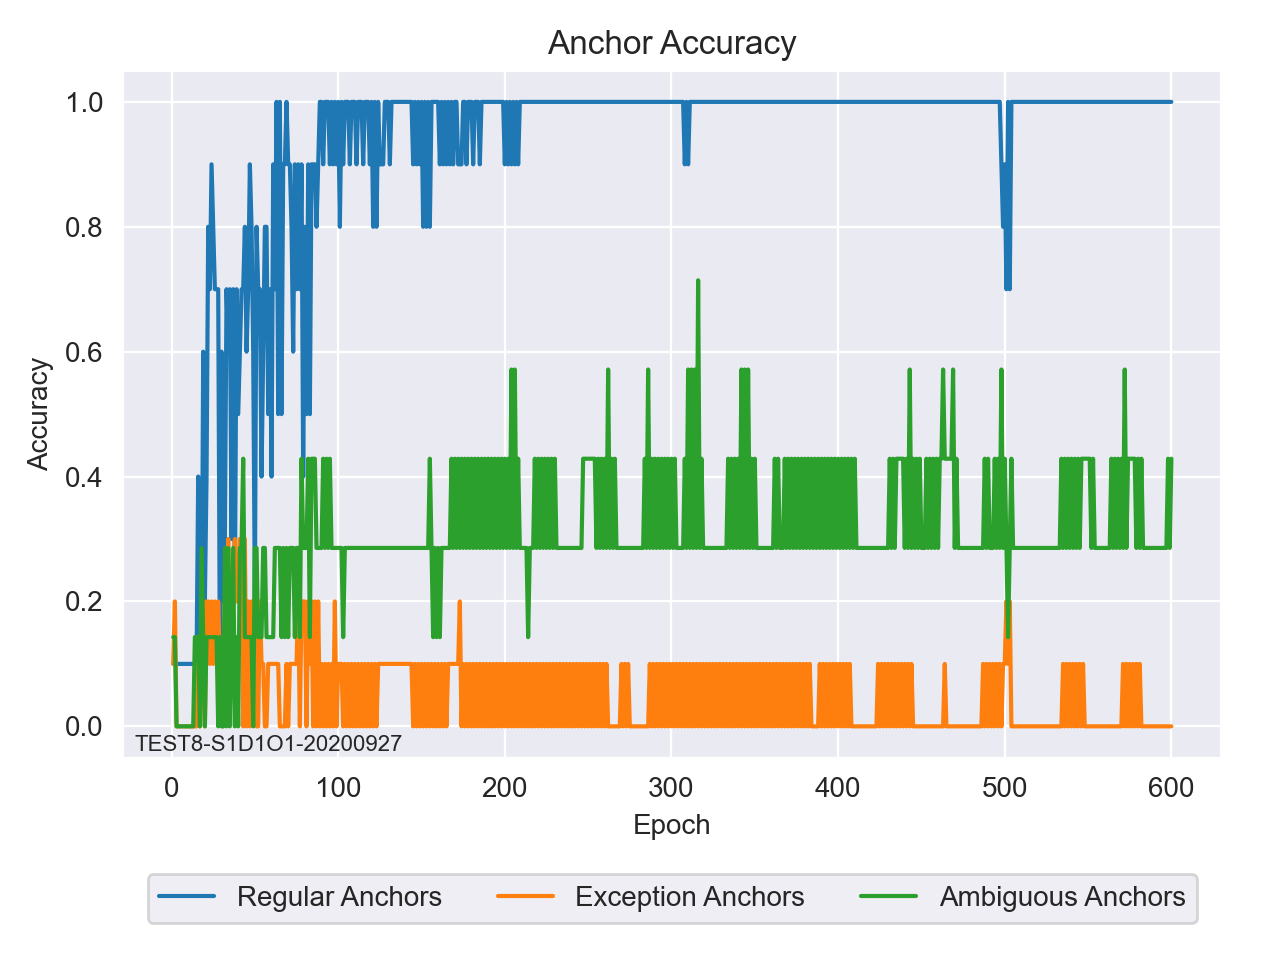 Anchor Accuracy
1.0
0.8
0.6
0.4
0.2
0.0
Accuracy
TEST8-S1D1O1-20200927
0 100 200 300 400 500 600
Epoch
Regular Anchors Exception Anchors Ambiguous Anchors